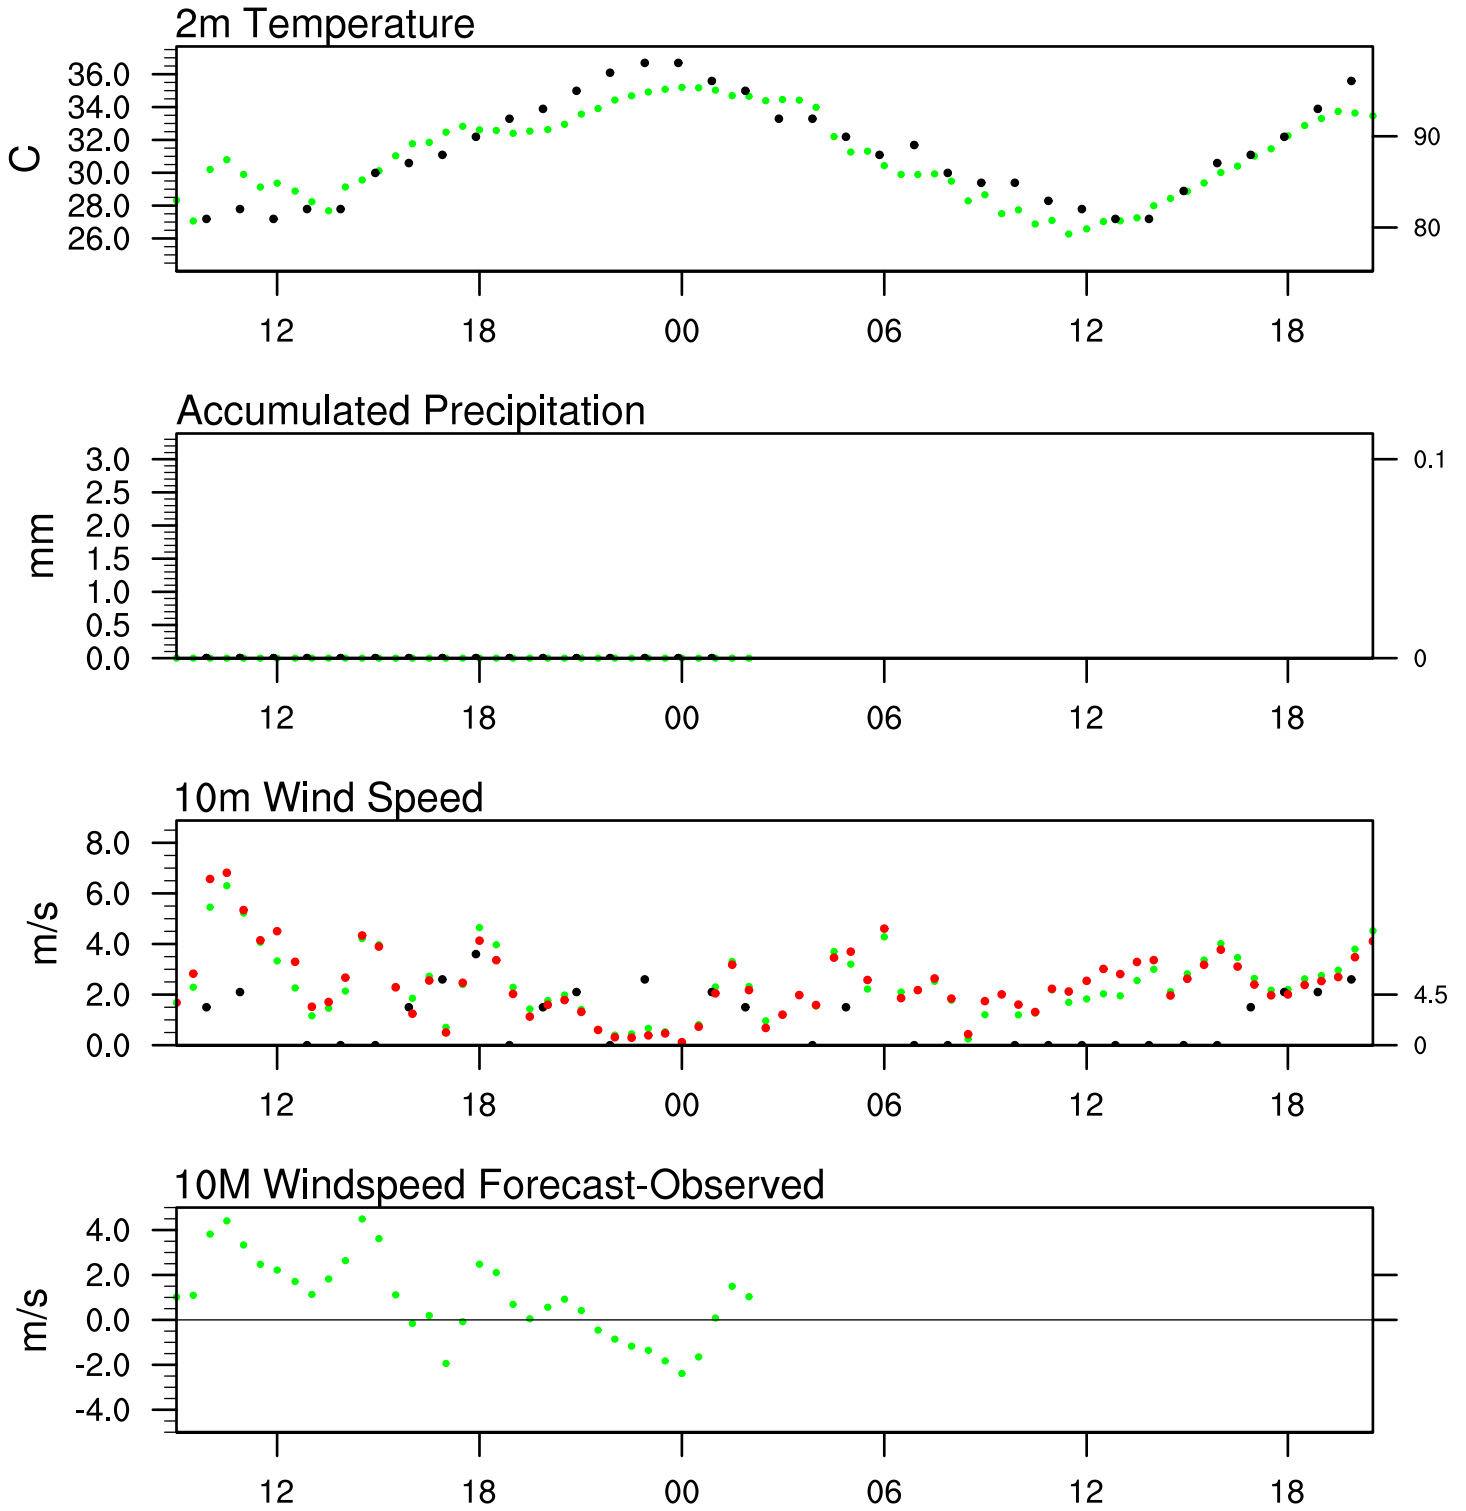 2m Temperature
36.0
34.0
32.0
30.0
28.0
26.0
C
90
80
12 18 00 06 12 18
Accumulated Precipitation
3.0
2.5
2.0
1.5
1.0
0.5
0.0
mm
0.1
0
12 18 00 06 12 18
10m Wind Speed
8.0
6.0
4.0
2.0
0.0
m/s
4.5
0
12 18 00 06 12 18
10M Windspeed Forecast-Observed
4.0
2.0
0.0
-2.0
-4.0
m/s
12 18 00 06 12 18